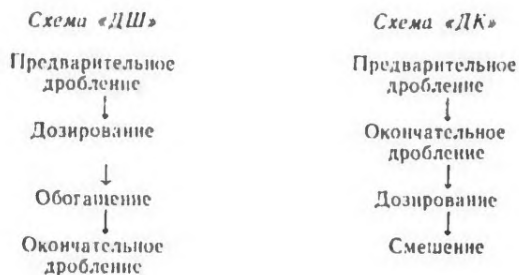 Схема «ДШ»
Предварительное
дробление
Дозирование
Обогащение
Окончательное
дробление
Схема «ДК»
Предварительное
дробление
Окончательное
дробление
Дозирование
Смешение